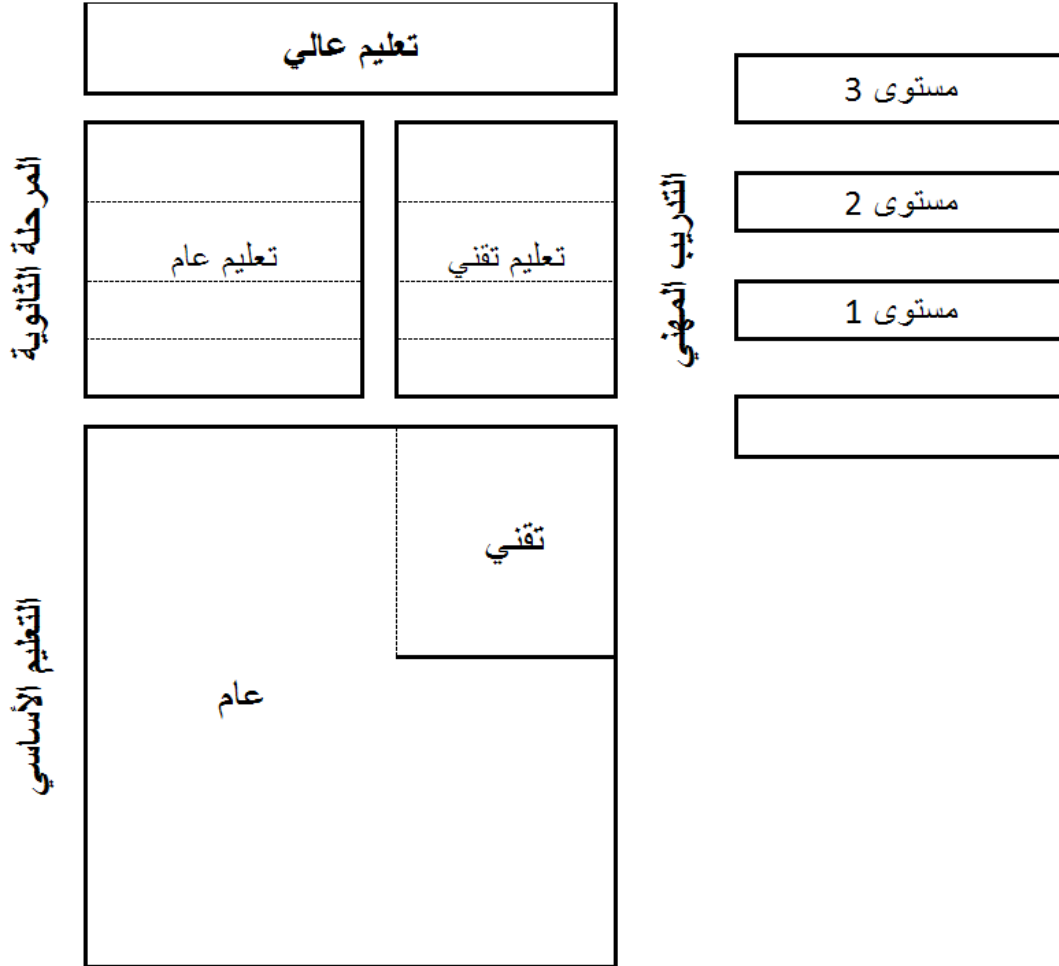 تعليم عالي
المرحلة الثانوية
تعليم عام
تعليم تقني
التعليم الأساسي
عام
تقني
التدريب المهني
مستوى 3
مستوى 2
مستوى 1